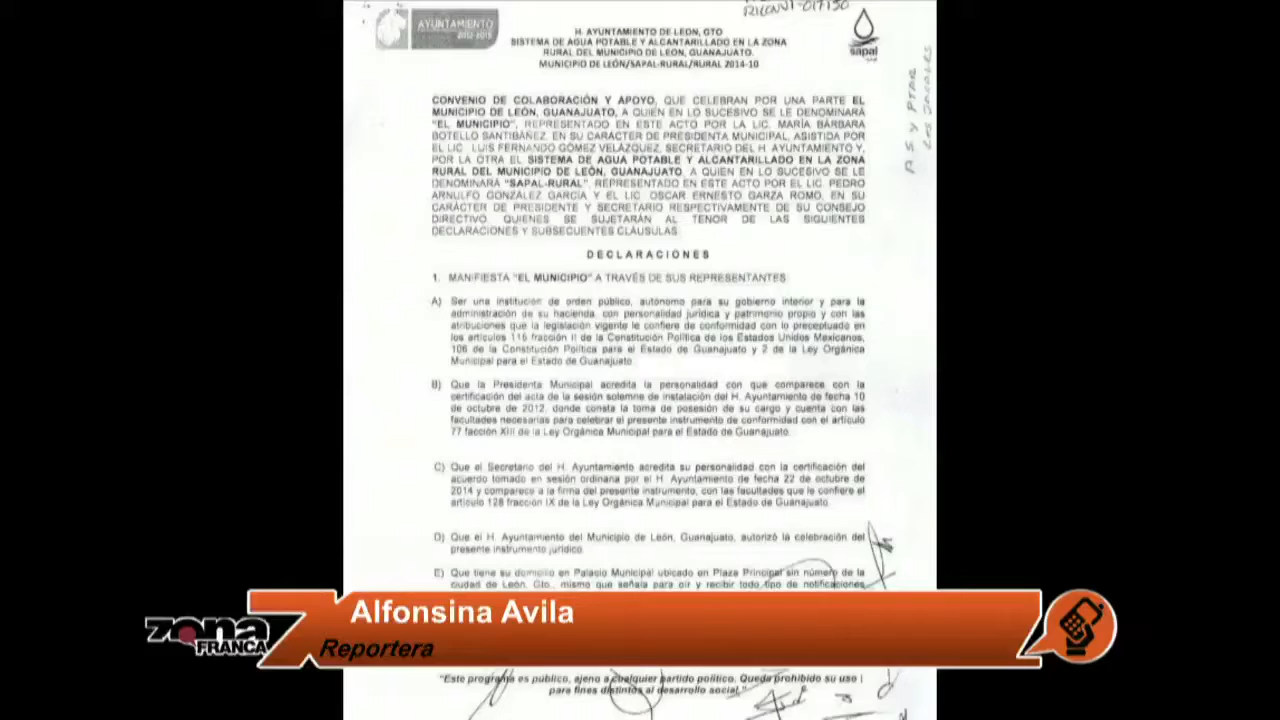 AYUNTAMIENTO
2012-2015
H. AYUNTAMIENTO DE LEÓN, GTO
SISTEMA DE AGUA POTABLE Y ALCANTARILLADO EN LA ZONA
RURAL DEL MUNICIPIO DE LEÓN, GUANAJUATO.
MUNICIPIO DE LEÓN/SAPAL-RURAL/RURAL 2014-10
sapal
CONVENIO DE COLABORACIÓN Y APOYO, QUE CELEBRAN POR UNA PARTE EL
MUNICIPIO DE LEÓN, GUANAJUATO, A QUIEN EN LO SUCESIVO SE LE DENOMINARÁ
"EL MUNICIPIO", REPRESENTADO EN ESTE ACTO POR LA LIC. MARÍA BÁRBARA
BOTELLO SANTIBÁÑEZ, EN SU CARÁCTER DE PRESIDENTA MUNICIPAL, ASISTIDA POR
EL LIC. LUIS FERNANDO GÓMEZ VELÁZQUEZ, SECRETARIO DEL H. AYUNTAMIENTO Y,
POR LA OTRA EL SISTEMA DE AGUA POTABLE Y ALCANTARILLADO EN LA ZONA
RURAL DEL MUNICIPIO DE LEÓN, GUANAJUATO, A QUIEN EN LO SUCESIVO SE LE
DENOMINARÁ "SAPAL-RURAL", REPRESENTADO EN ESTE ACTO POR EL LIC. PEDRO
ARNULFO GONZÁLEZ GARCÍA Y EL LIC. OSCAR ERNESTO GARZA ROMO, EN SU
CARÁCTER DE PRESIDENTE Y SECRETARIO RESPECTIVAMENTE DE SU CONSEJO
DIRECTIVO, QUIENES SE SUJETARÁN AL TENOR DE LAS SIGUIENTES
DECLARACIONES Y SUBSECUENTES CLÁUSULAS
DECLARACIONES
1. MANIFIESTA "EL MUNICIPIO" A TRAVÉS DE SUS REPRESENTANTES
A) Ser una institución de orden público, autónomo para su gobierno interior y para la
administración de su hacienda, con personalidad jurídica y patrimonio propio y con las
atribuciones que la legislación vigente le confiere de conformidad con lo preceptuado en
los artículos 115 fracción II de la Constitución Política de los Estados Unidos Mexicanos,
106 de la Constitución Política para el Estado de Guanajuato y 2 de la Ley Orgánica
Municipal para el Estado de Guanajuato.
B) Que la Presidenta Municipal acredita la personalidad con que comparece con la
certificación del acta de la sesión solemne de instalación del H. Ayuntamiento de fecha 10
de octubre de 2012, donde consta la toma de posesión de su cargo y cuenta con las
facultades necesarias para celebrar el presente instrumento de conformidad con el artículo
77 facción XIII de la Ley Orgánica Municipal para el Estado de Guanajuato.
C) Que el Secretario del H. Ayuntamiento acredita su personalidad con la certificación del
acuerdo tomado en sesión ordinaria por el H. Ayuntamiento de fecha 22 de octubre de
2014 y comparece a la firma del presente instrumento, con las facultades que le confiere el
artículo 128 fracción IX de la Ley Orgánica Municipal para el Estado de Guanajuato.
D) Que el H. Ayuntamiento del Municipio de León, Guanajuato, autorizó la celebración del
presente instrumento jurídico.
E) Que tiene su domicilio en Palacio Municipal ubicado en Plaza Principal sin número de la
ciudad de León, Gto., mismo que señala para oír y recibir todo tipo de notificaciones
Alfonsina Avila
Reportera
zona
FRANCA
"Este programa es público, ajeno a cualquier partido político. Queda prohibido su uso
para fines distintos al desarrollo social."